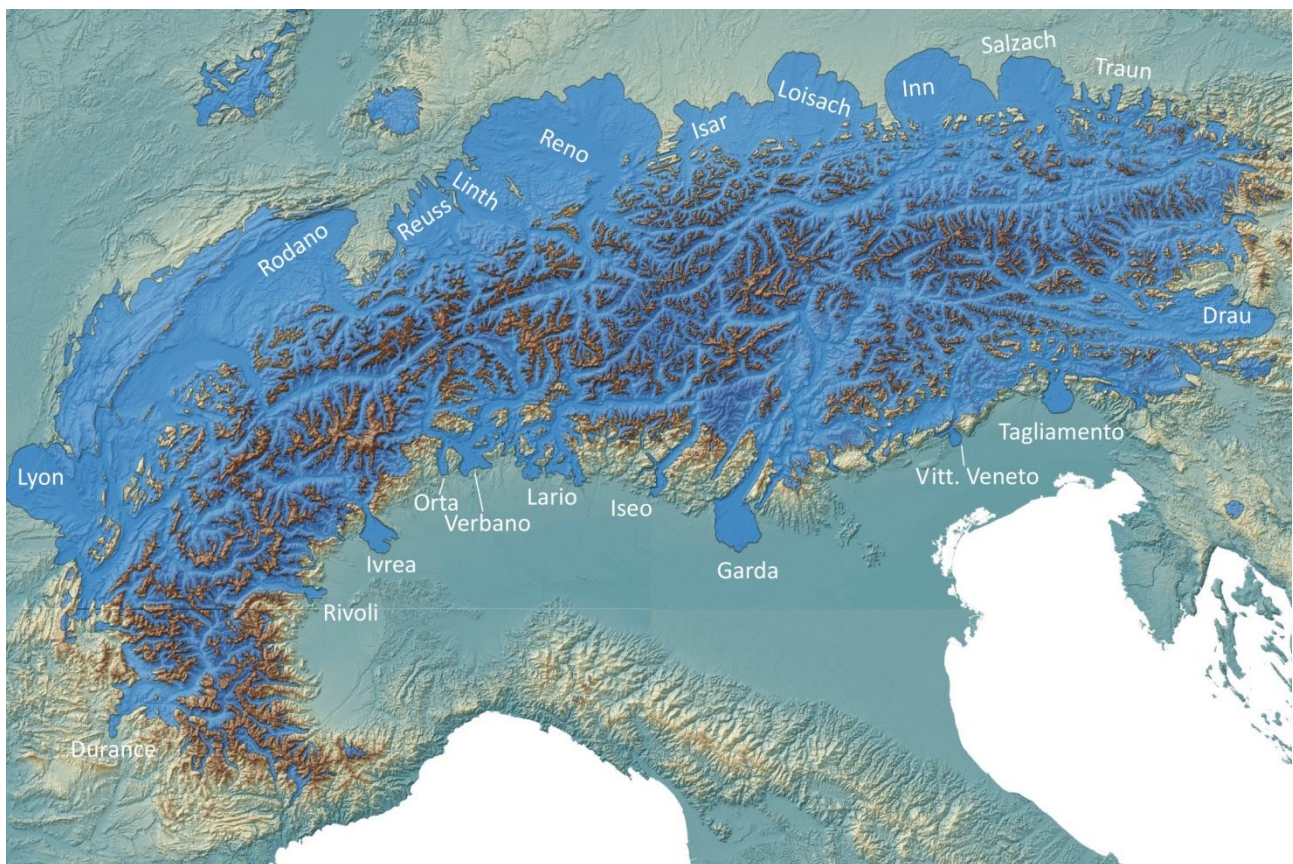 Salzach
Traun
Loisach
Inn
Isar
Reno
Linth
Reuss
Rodano
Drau
Tagliamento
Vitt. Veneto
Lyon
Orta
Verbano
Lario
Iseo
Ivrea
Garda
Rivoli
Durance